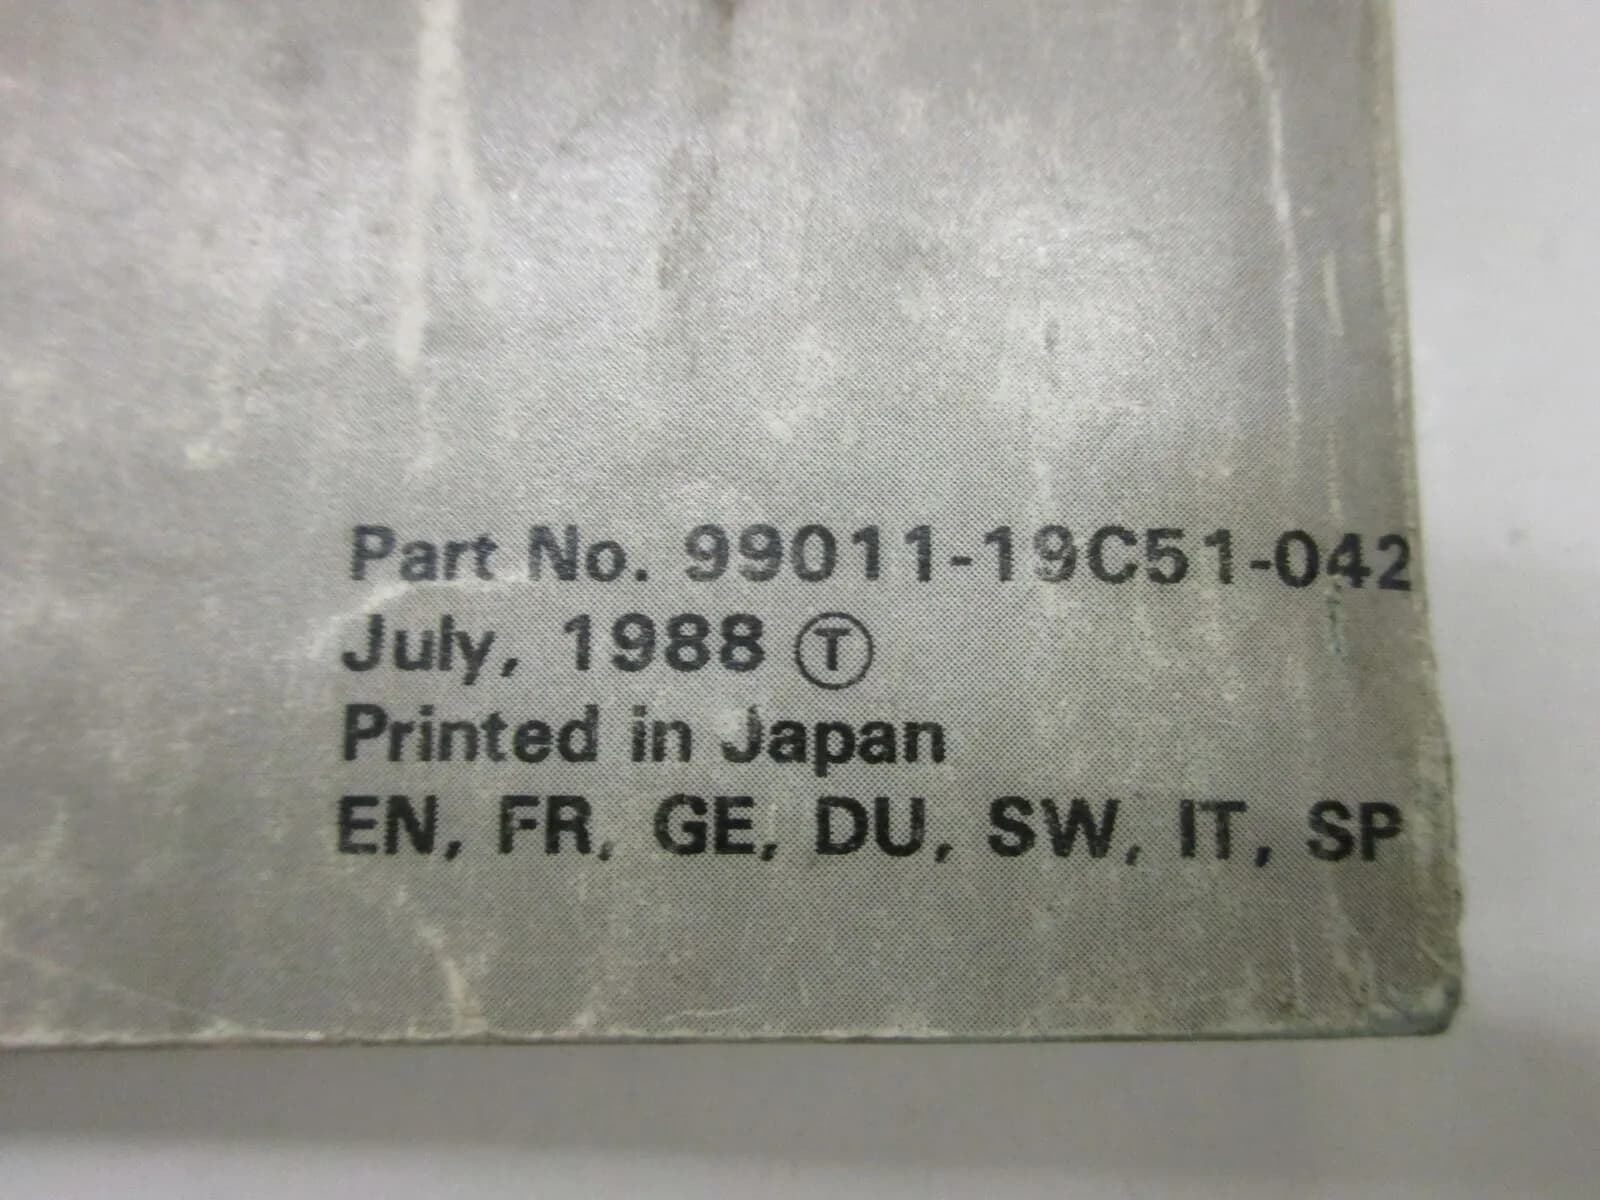 Part No. 99011-19C51-042
July, 1988 Ⓣ
Printed in Japan
EN, FR, GE, DU, SW, IT, SP